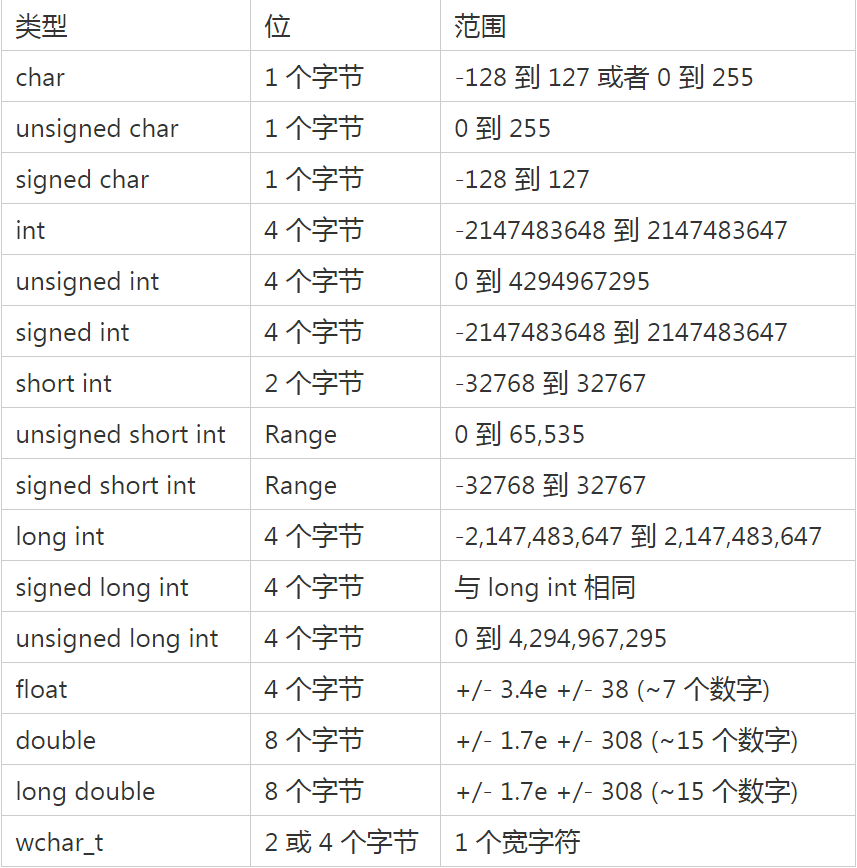 类型 位 范围
char 1 个字节 -128 到 127 或者 0 到 255
unsigned char 1 个字节 0 到 255
signed char 1 个字节 -128 到 127
int 4 个字节 -2147483648 到 2147483647
unsigned int 4 个字节 0 到 4294967295
signed int 4 个字节 -2147483648 到 2147483647
short int 2 个字节 -32768 到 32767
unsigned short int Range 0 到 65,535
signed short int Range -32768 到 32767
long int 4 个字节 -2,147,483,647 到 2,147,483,647
signed long int 4 个字节 与 long int 相同
unsigned long int 4 个字节 0 到 4,294,967,295
float 4 个字节 +/- 3.4e +/- 38 (~7 个数字)
double 8 个字节 +/- 1.7e +/- 308 (~15 个数字)
long double 8 个字节 +/- 1.7e +/- 308 (~15 个数字)
wchar_t 2 或 4 个字节 1 个宽字符